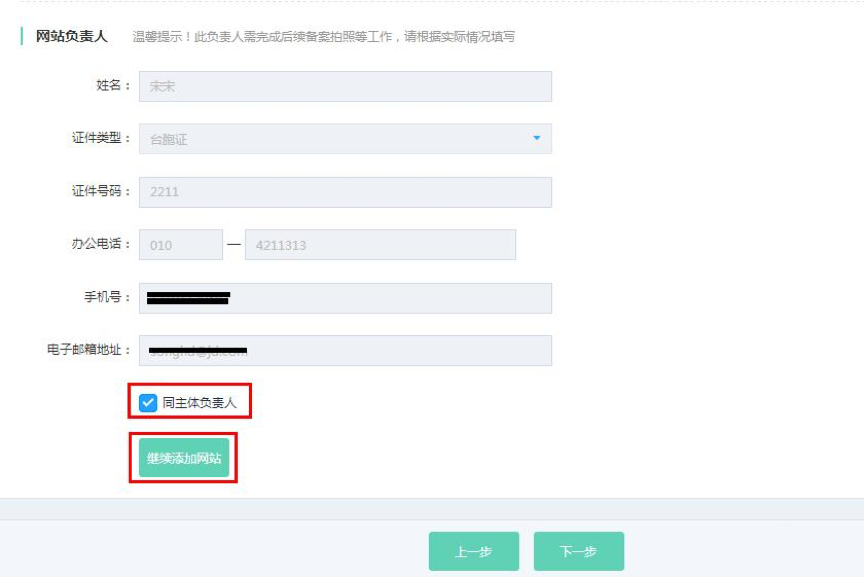 网站负责人 温馨提示！此负责人需完成后续备案拍照等工作，请根据实际情况填写
姓名： 宋宋
证件类型： 台胞证
证件号码： 2211
办公电话： 010 — 4211313
手机号：
电子邮箱地址：
同主体负责人
继续添加网站
上一步 下一步